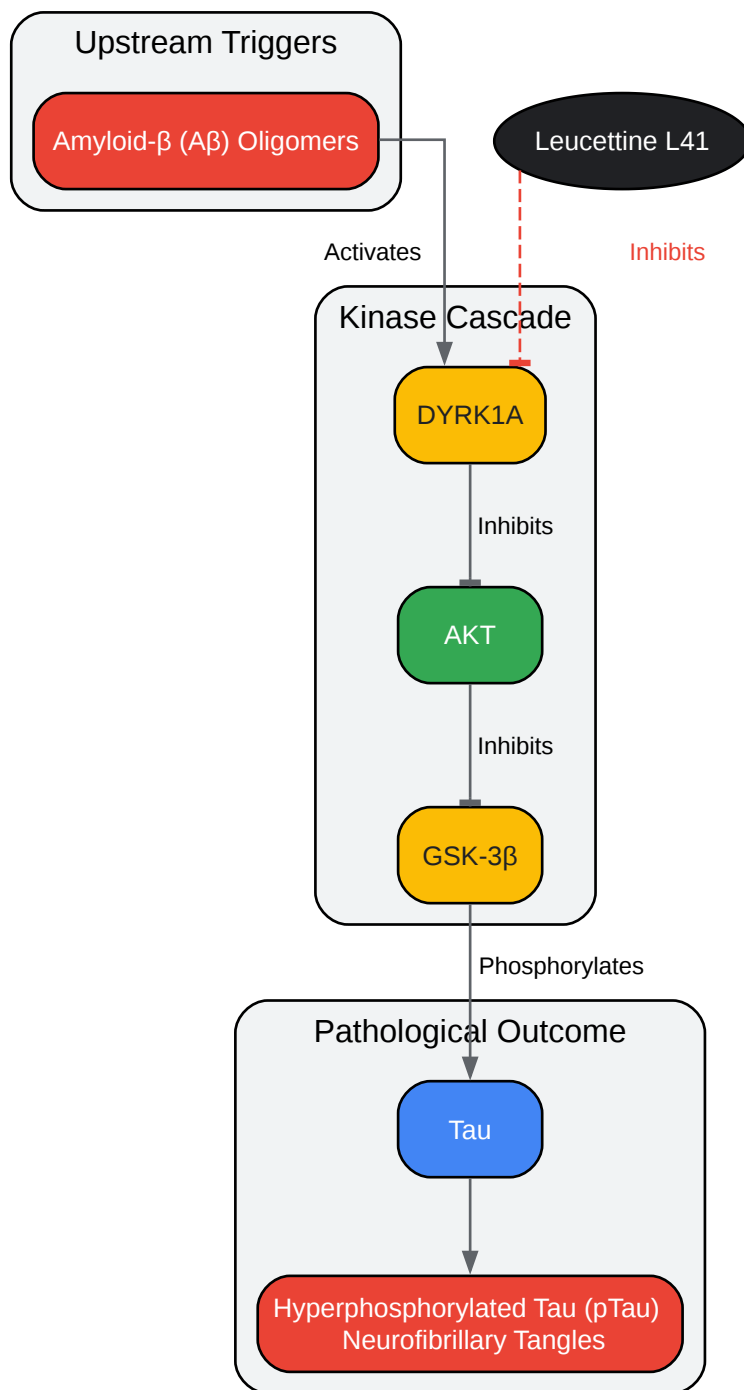 Upstream Triggers
Amyloid-β (Aβ) Oligomers
Leucettine L41
Activates
Inhibits
Kinase Cascade
DYRK1A
Inhibits
AKT
Inhibits
GSK-3β
Phosphorylates
Pathological Outcome
Tau
Hyperphosphorylated Tau (pTau)
Neurofibrillary Tangles